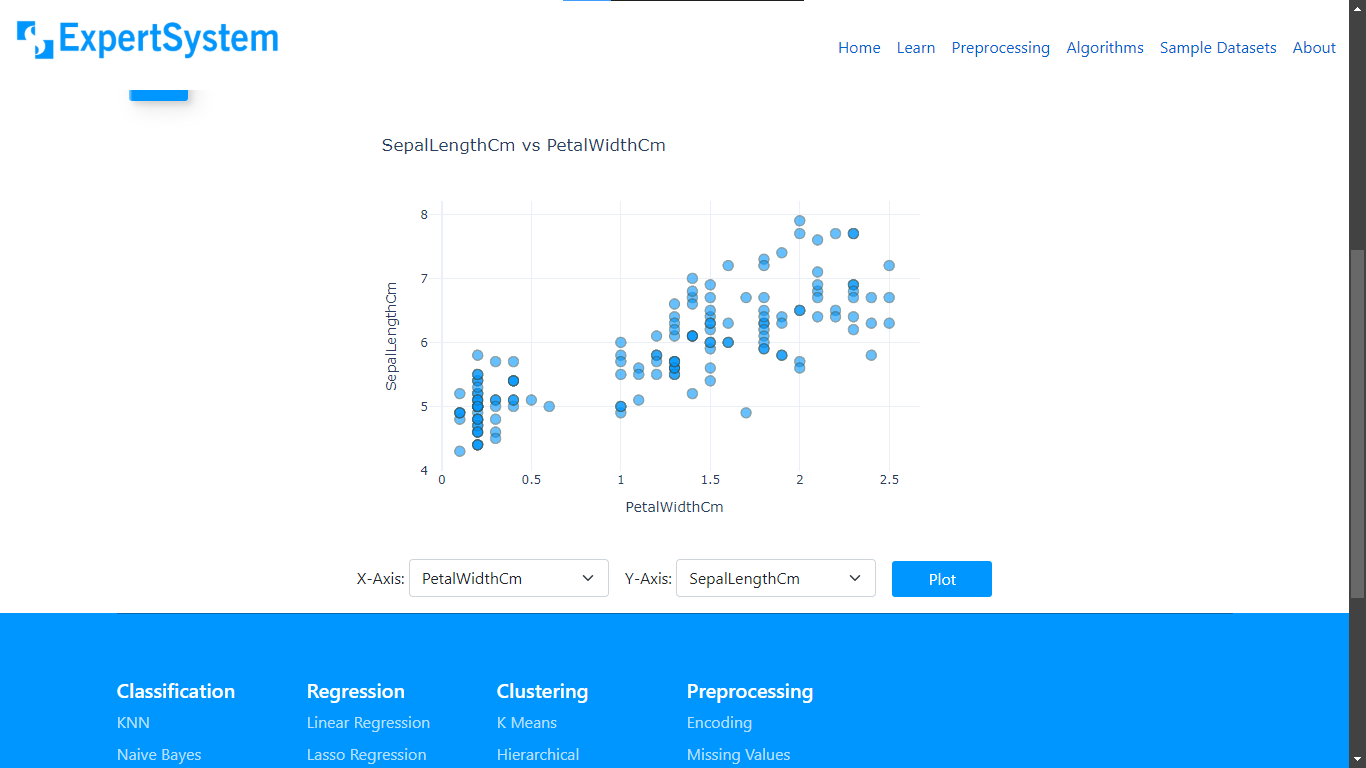 ExpertSystem
Home Learn Preprocessing Algorithms Sample Datasets About
SepalLengthCm vs PetalWidthCm
8
7
6
5
4
SepalLengthCm
0 0.5 1 1.5 2 2.5
PetalWidthCm
X-Axis: PetalWidthCm Y-Axis: SepalLengthCm Plot
Classification Regression Clustering Preprocessing
KNN Linear Regression K Means Encoding
Naive Bayes Lasso Regression Hierarchical Missing Values